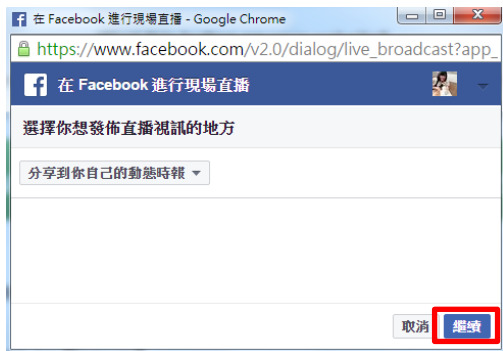 在 Facebook 進行現場直播 - Google Chrome
https://www.facebook.com/v2.0/dialog/live_broadcast?app_
在 Facebook 進行現場直播
選擇你想發佈直播視訊的地方
分享到你自己的動態時報
取消 繼續